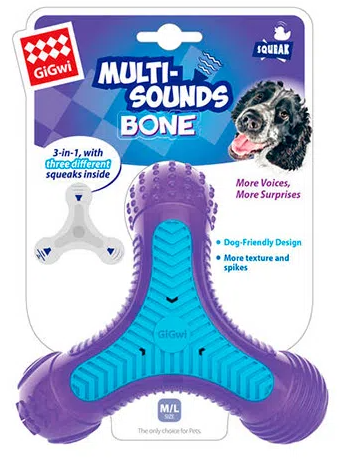 GiGwi
SQUEAK
MULTI-
SOUNDS
BONE
3-in-1, with
three different
squeaks inside
More Voices,
More Surprises
• Dog-Friendly Design
• More texture and
spikes
GiGwi
M/L
SIZE
The only choice for Pets.